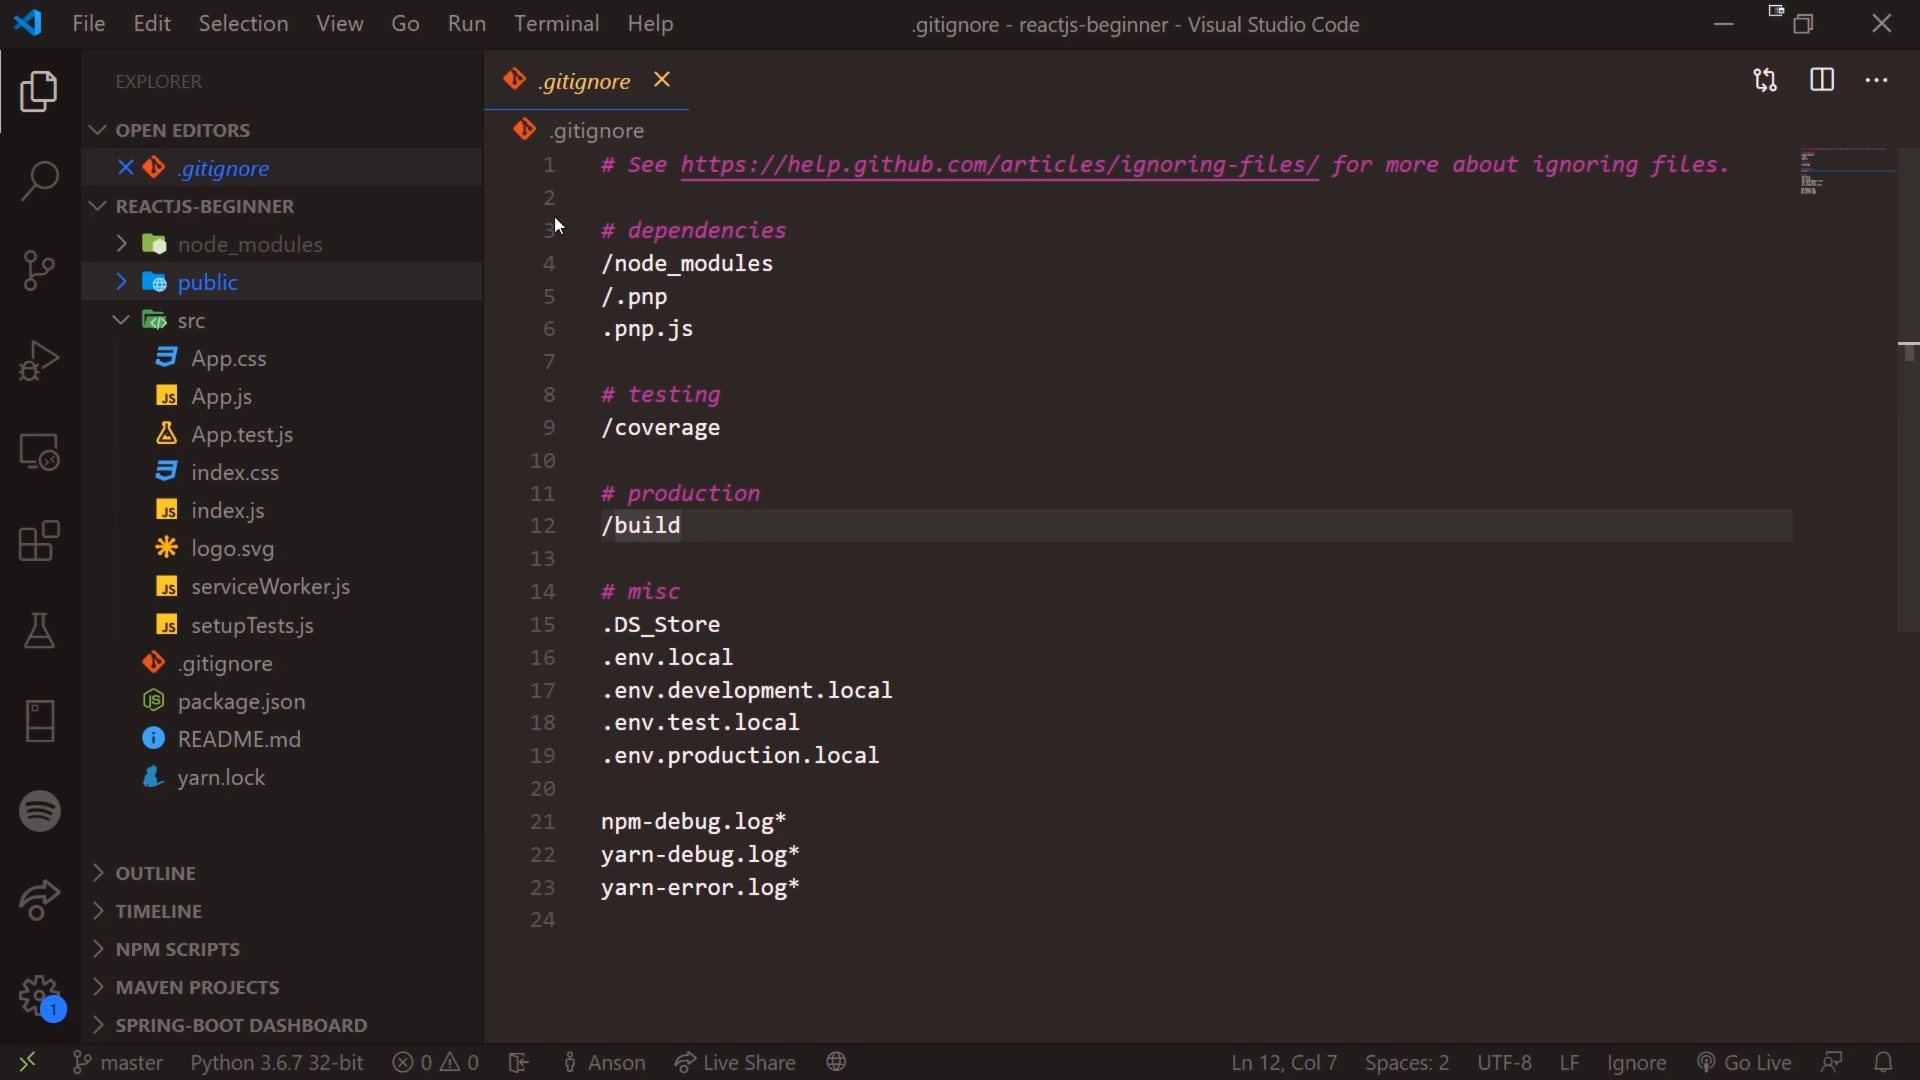 File Edit Selection View Go Run Terminal Help .gitignore - reactjs-beginner - Visual Studio Code
EXPLORER
OPEN EDITORS
.gitignore
REACTJS-BEGINNER
node_modules
public
src
App.css
App.js
App.test.js
index.css
index.js
logo.svg
serviceWorker.js
setupTests.js
.gitignore
package.json
README.md
yarn.lock
OUTLINE
TIMELINE
NPM SCRIPTS
MAVEN PROJECTS
SPRING-BOOT DASHBOARD
1
.gitignore
.gitignore
1 # See https://help.github.com/articles/ignoring-files/ for more about ignoring files.
2
3 # dependencies
4 /node_modules
5 /.pnp
6 .pnp.js
7
8 # testing
9 /coverage
10
11 # production
12 /build
13
14 # misc
15 .DS_Store
16 .env.local
17 .env.development.local
18 .env.test.local
19 .env.production.local
20
21 npm-debug.log*
22 yarn-debug.log*
23 yarn-error.log*
24
master Python 3.6.7 32-bit 0 0 Anson Live Share Ln 12, Col 7 Spaces: 2 UTF-8 LF Ignore Go Live